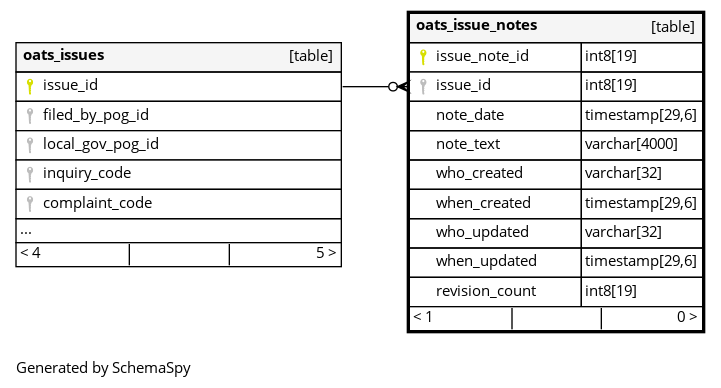 oats_issues [table]
issue_id
filed_by_pog_id
local_gov_pog_id
inquiry_code
complaint_code
...
< 4 5 >
oats_issue_notes [table]
issue_note_id int8[19]
issue_id int8[19]
note_date timestamp[29,6]
note_text varchar[4000]
who_created varchar[32]
when_created timestamp[29,6]
who_updated varchar[32]
when_updated timestamp[29,6]
revision_count int8[19]
< 1 0 >
Generated by SchemaSpy